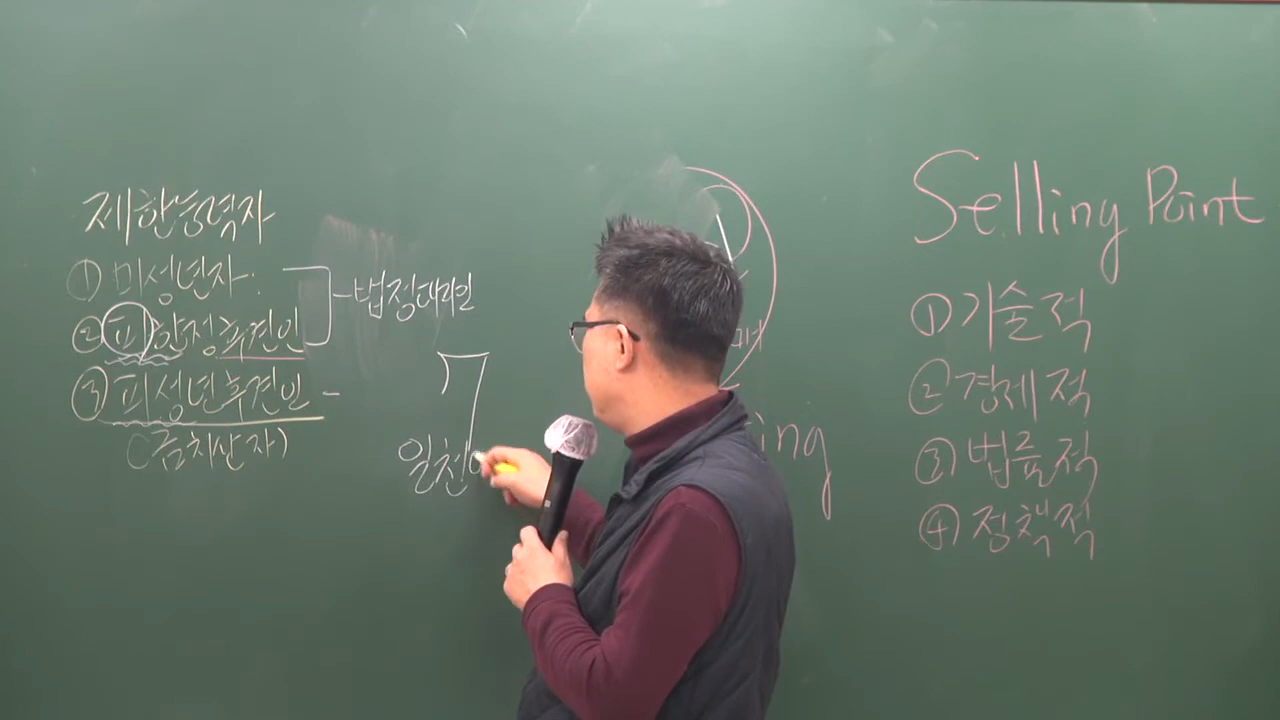 제한능력자
① 미성년자
② 피한정후견인
③ 피성년후견인 -
(금치산자)
- 법정대리인
일천
ing
Selling Point
① 기술적
② 경제적
③ 법률적
④ 정책적